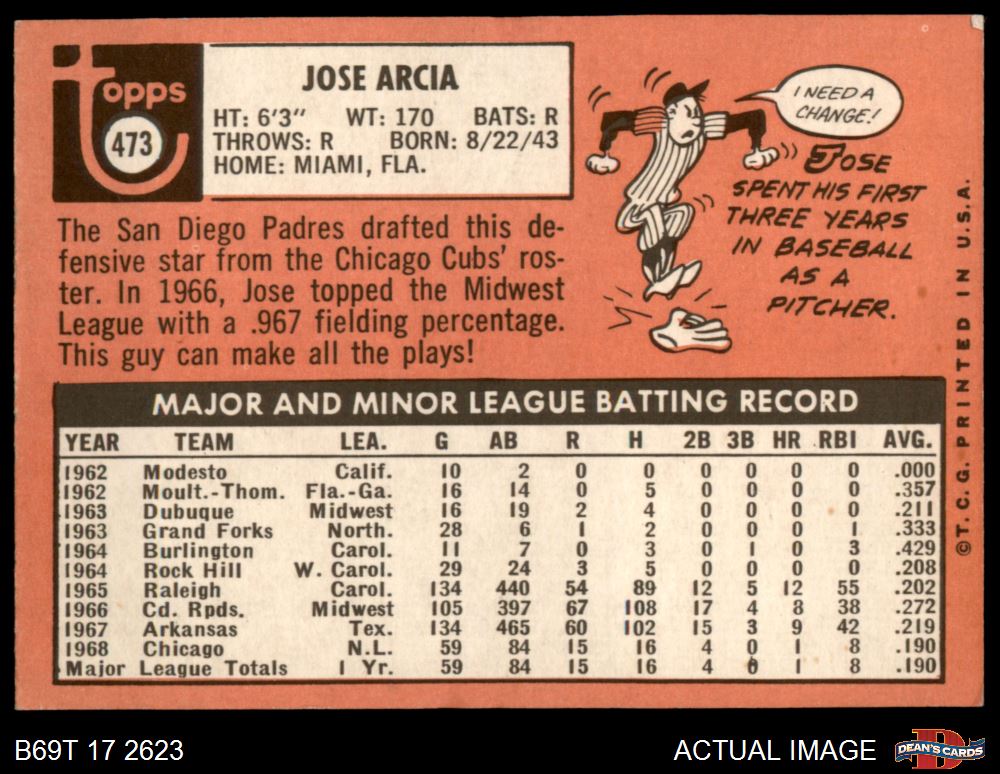 Topps
473
JOSE ARCIA
HT: 6'3" WT: 170 BATS: R
THROWS: R BORN: 8/22/43
HOME: MIAMI, FLA.
I NEED A
CHANGE!
JOSE
SPENT HIS FIRST
THREE YEARS
IN BASEBALL
AS A
PITCHER.
The San Diego Padres drafted this de-
fensive star from the Chicago Cubs' ros-
ter. In 1966, Jose topped the Midwest
League with a .967 fielding percentage.
This guy can make all the plays!
©T.C.G. PRINTED IN U.S.A.
MAJOR AND MINOR LEAGUE BATTING RECORD
YEAR TEAM LEA. G AB R H 2B 3B HR RBI AVG.
1962 Modesto Calif. 10 2 0 0 0 0 0 0 .000
1962 Moult.-Thom. Fla.-Ga. 16 14 0 5 0 0 0 0 .357
1963 Dubuque Midwest 16 19 2 4 0 0 0 0 .211
1963 Grand Forks North. 28 6 1 2 0 0 0 1 .333
1964 Burlington Carol. 11 7 0 3 0 1 0 3 .429
1964 Rock Hill W. Carol. 29 24 3 5 0 0 0 0 .208
1965 Raleigh Carol. 134 440 54 89 12 5 12 55 .202
1966 Cd. Rpds. Midwest 105 397 67 108 17 4 8 38 .272
1967 Arkansas Tex. 134 465 60 102 15 3 9 42 .219
1968 Chicago N.L. 59 84 15 16 4 0 1 8 .190
Major League Totals 1 Yr. 59 84 15 16 4 0 1 8 .190
B69T 17 2623
ACTUAL IMAGE
DEAN'S CARDS